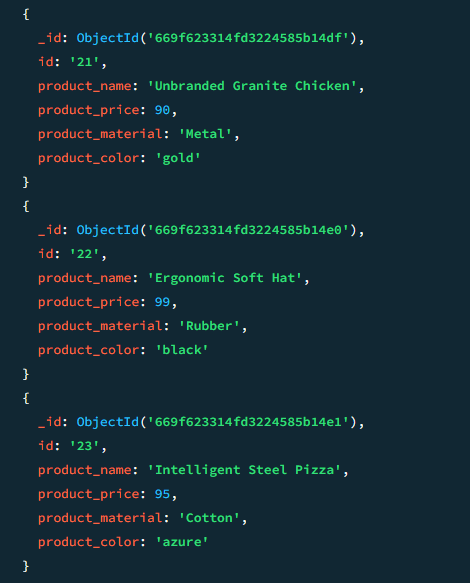 {
_id: ObjectId('669f623314fd3224585b14df'),
id: '21',
product_name: 'Unbranded Granite Chicken',
product_price: 90,
product_material: 'Metal',
product_color: 'gold'
}
{
_id: ObjectId('669f623314fd3224585b14e0'),
id: '22',
product_name: 'Ergonomic Soft Hat',
product_price: 99,
product_material: 'Rubber',
product_color: 'black'
}
{
_id: ObjectId('669f623314fd3224585b14e1'),
id: '23',
product_name: 'Intelligent Steel Pizza',
product_price: 95,
product_material: 'Cotton',
product_color: 'azure'
}